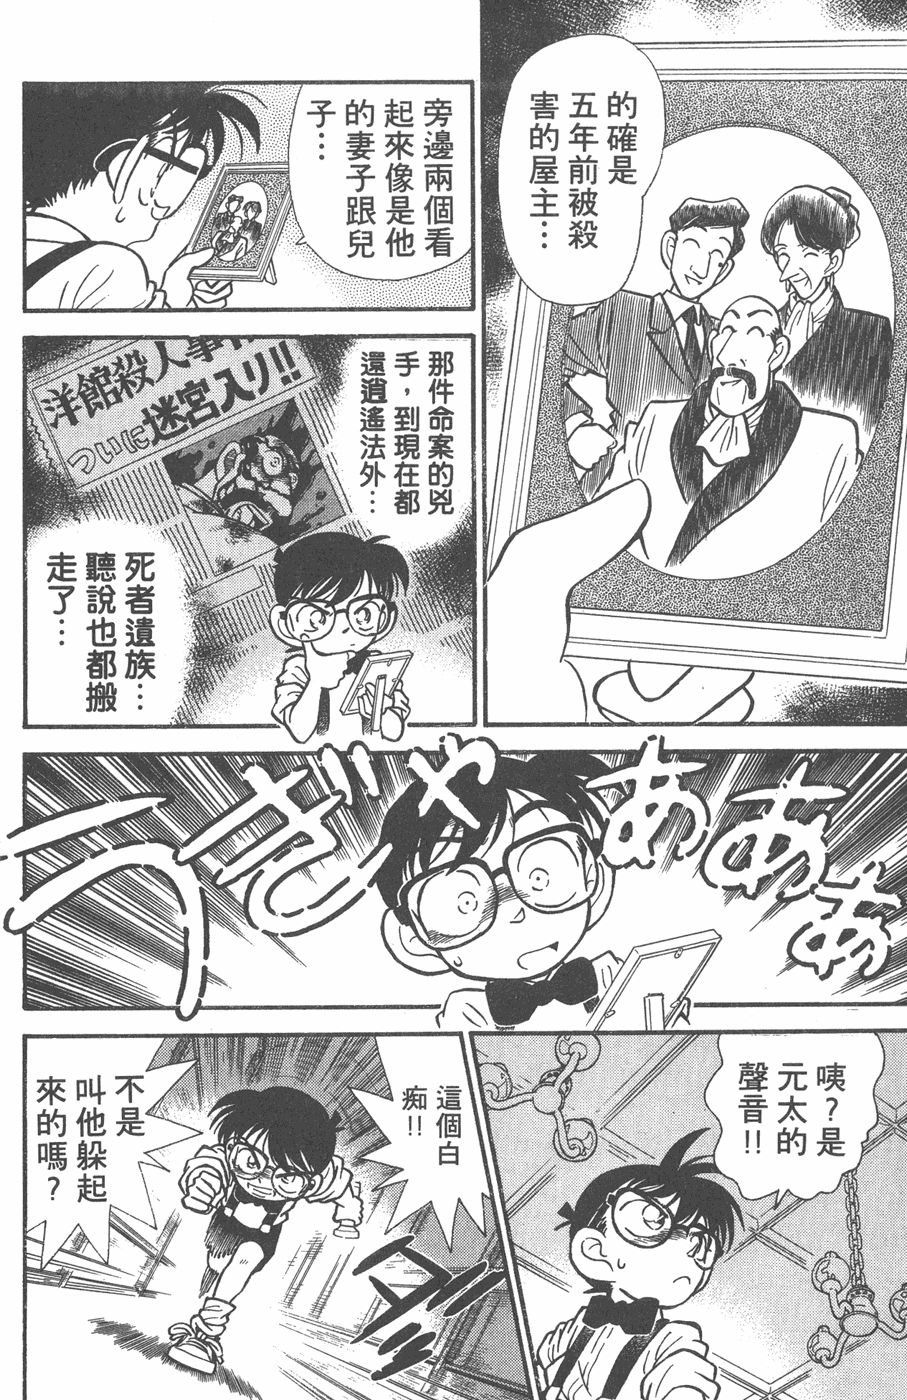 的確是
五年前被殺
害的屋主…
旁邊兩個看
起來像是他
的妻子跟兒
子…
那件命案的兇
手，到現在都
還逍遙法外…
洋館殺人事件
ついに迷宮入り!!
死者遺族…
聽說也都搬
走了…
うぎゃあああ
咦？是
元太的
聲音!!
這個白
痴!!
不是
叫他躲起
來的嗎？
ダダダ